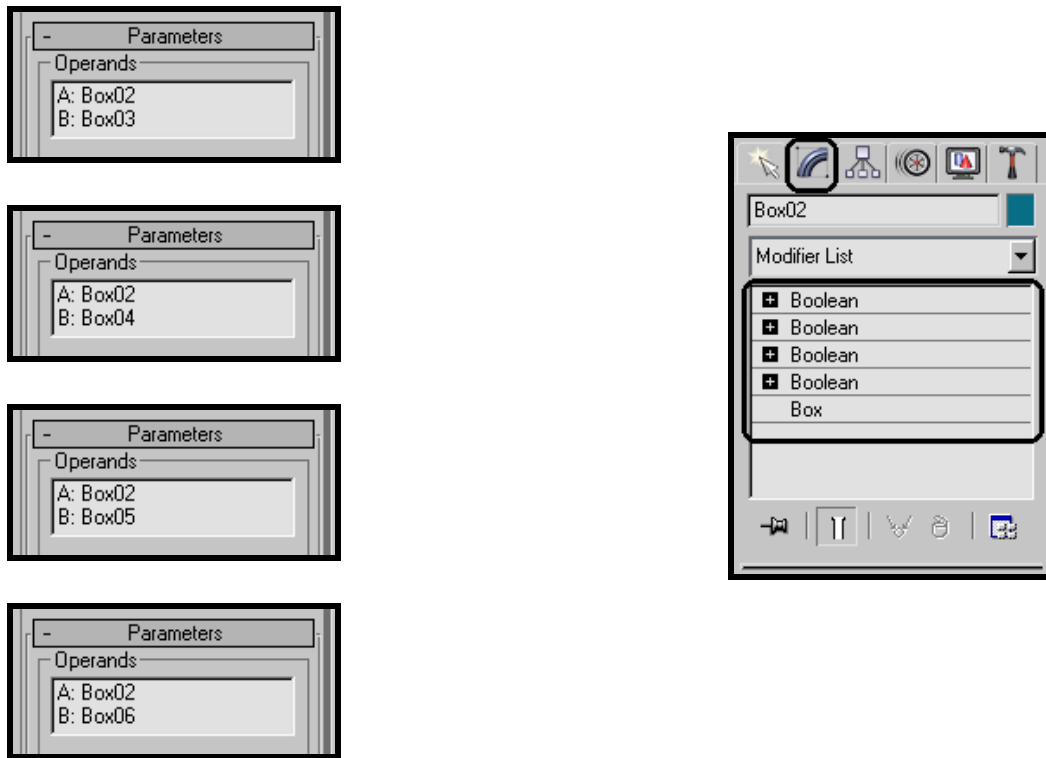 - Parameters
Operands
A: Box02
B: Box03
- Parameters
Operands
A: Box02
B: Box04
- Parameters
Operands
A: Box02
B: Box05
- Parameters
Operands
A: Box02
B: Box06
Box02
Modifier List
Boolean
Boolean
Boolean
Boolean
Box